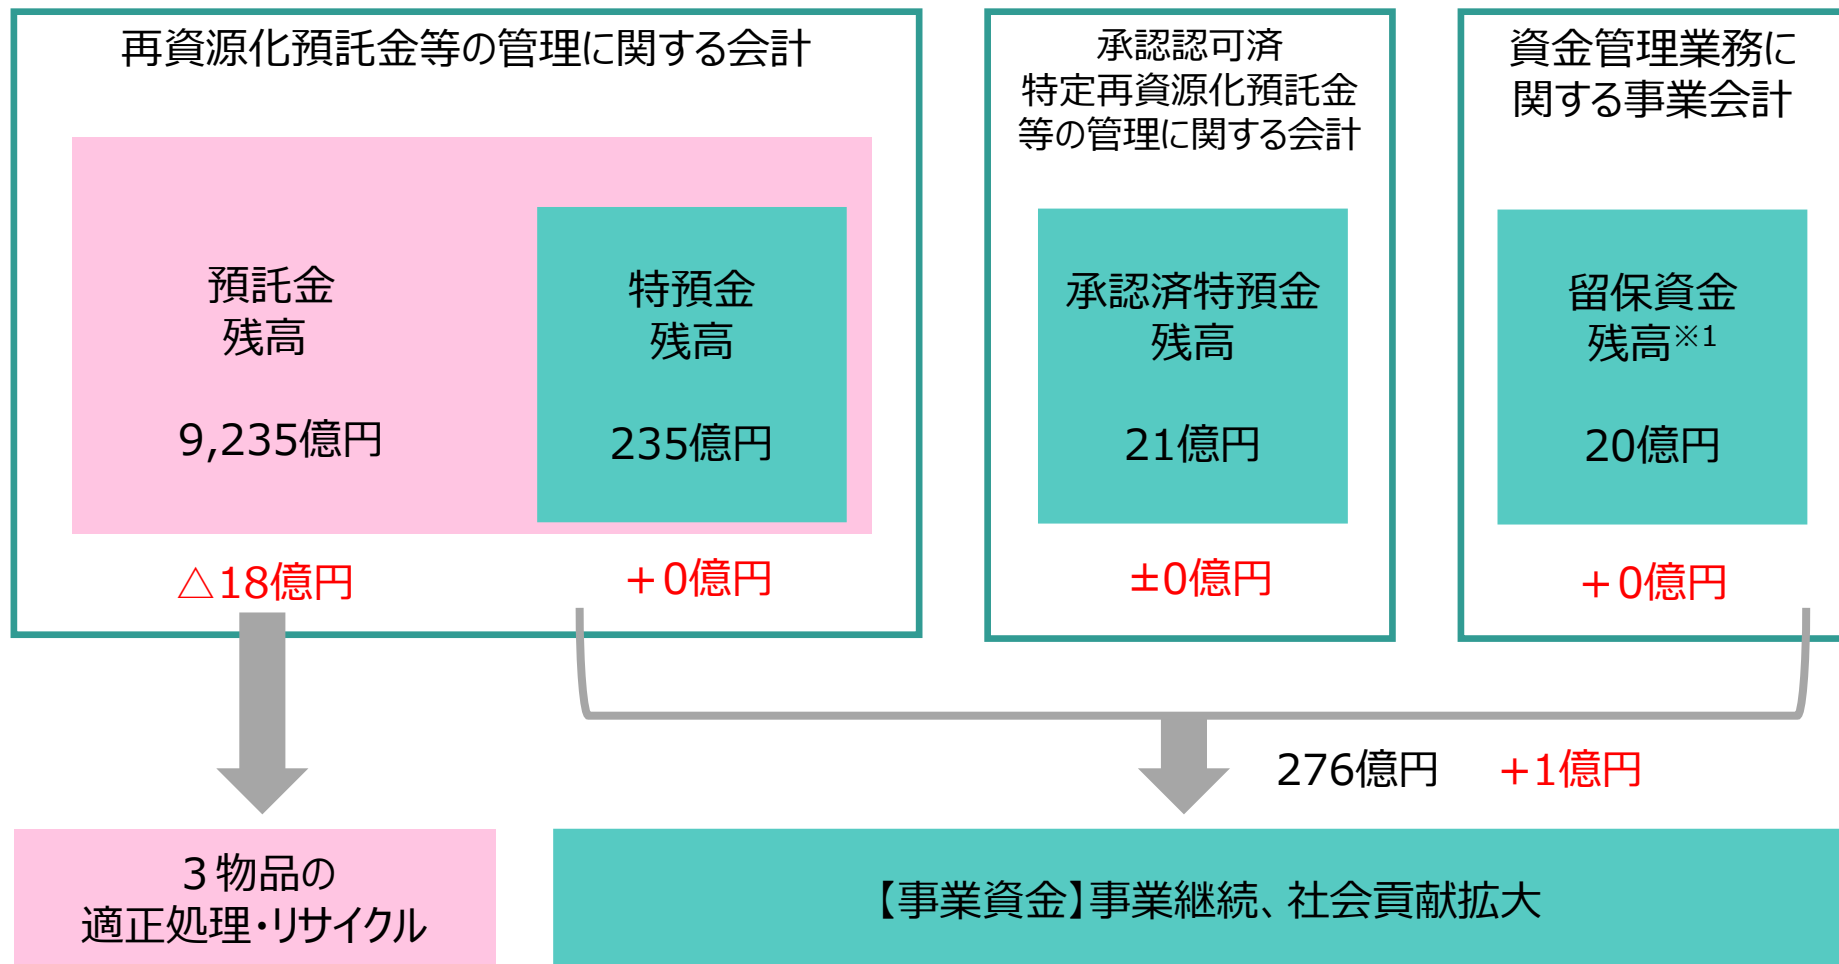 再資源化預託金等の管理に関する会計
預託金
残高
9,235億円
△18億円
特預金
残高
235億円
+0億円
承認認可済
特定再資源化預託金
等の管理に関する会計
承認済特預金
残高
21億円
±0億円
資金管理業務に
関する事業会計
留保資金
残高※1
20億円
+0億円
276億円 +1億円
3物品の
適正処理・リサイクル
【事業資金】事業継続、社会貢献拡大